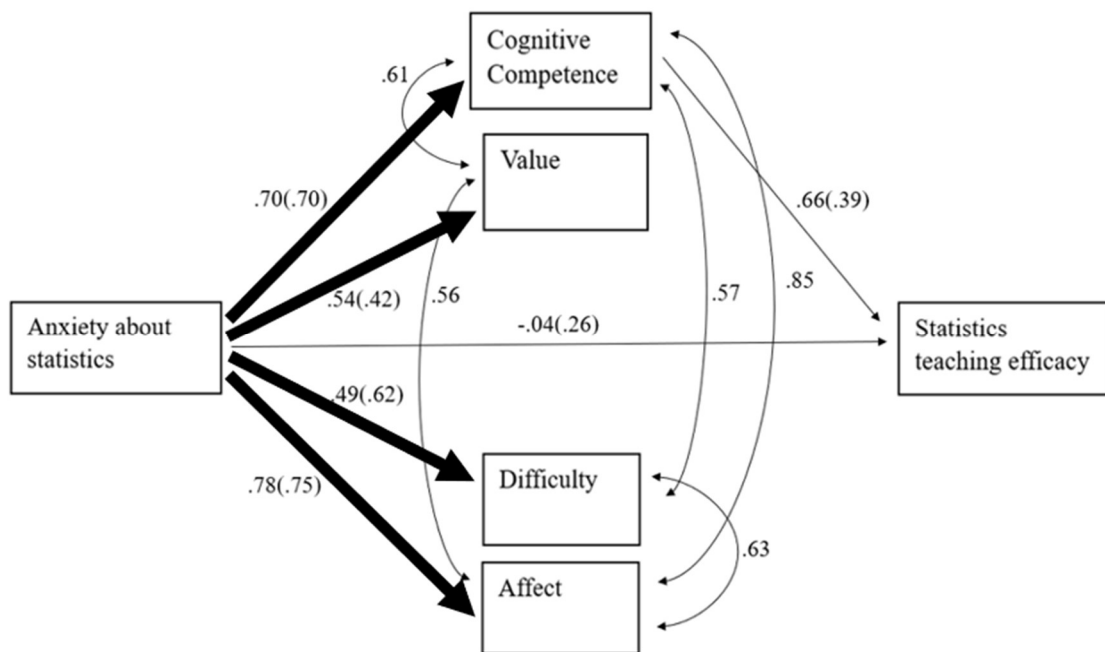 Cognitive
Competence
.61
Value
.70(.70)
.66(.39)
.54(.42)
.56
.57
.85
Anxiety about
statistics
-.04(.26)
Statistics
teaching efficacy
.49(.62)
Difficulty
.78(.75)
.63
Affect